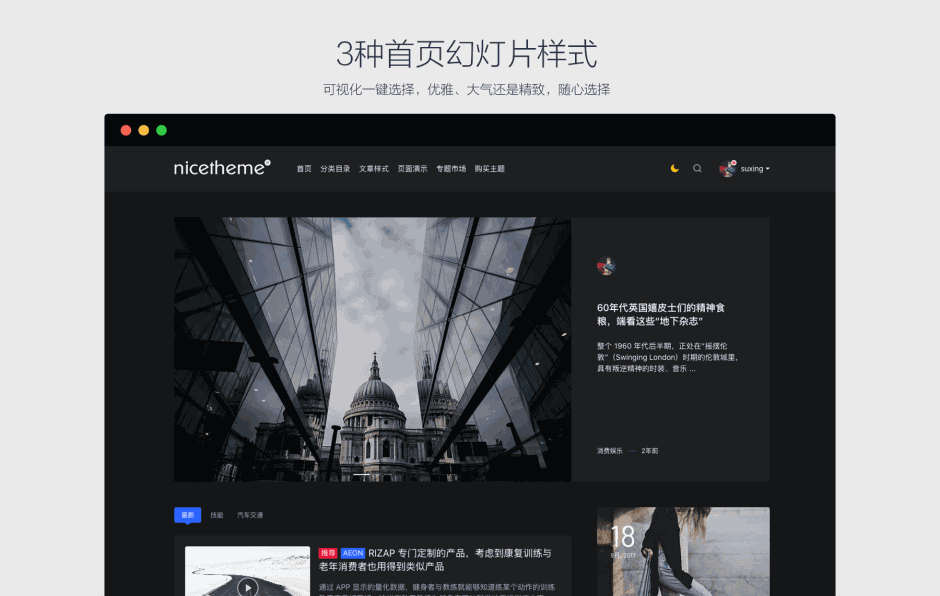 3种首页幻灯片样式
可视化一键选择，优雅、大气还是精致，随心选择
nicetheme
首页 分类目录 文章样式 页面演示 专题市场 购买主题
suxing
60年代英国嬉皮士们的精神食
粮，端看这些“地下杂志”
整个 1960 年代后半期，正处在“摇摆伦
敦”（Swinging London）时期的伦敦城里，
具有叛逆精神的时装、音乐 ...
消费娱乐 — 2年前
最新 技能 汽车交通
18
9月, 2017
推荐 AEON RIZAP 专门定制的产品，考虑到康复训练与
老年消费者也用得到类似产品
通过 APP 显示的量化数据，健身者与教练就能够知道练某个动作的训练